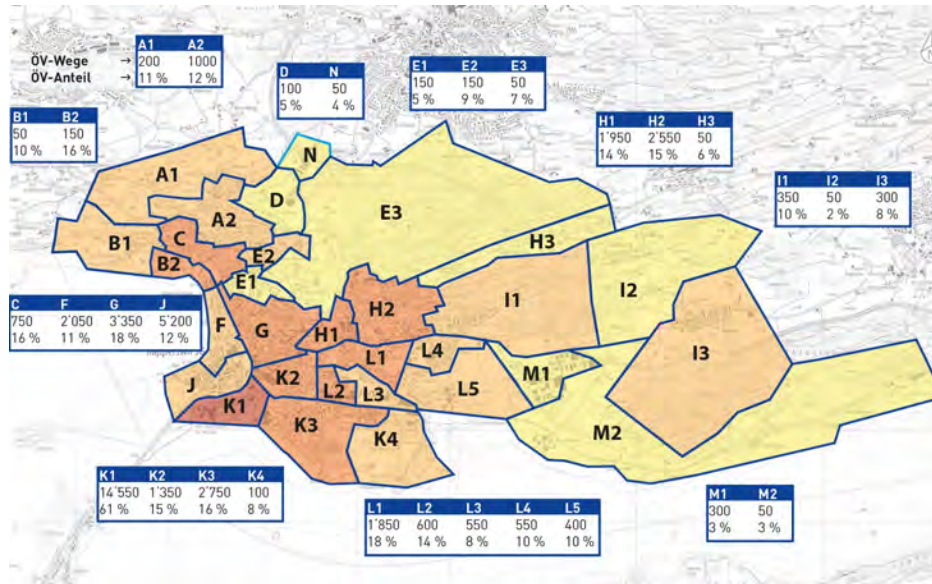 A1 A2
ÖV-Wege → 200 1000
ÖV-Anteil → 11 % 12 %
D N
100 50
5 % 4 %
E1 E2 E3
150 150 50
5 % 9 % 7 %
B1 B2
50 150
10 % 16 %
H1 H2 H3
1'950 2'550 50
14 % 15 % 6 %
I1 I2 I3
350 50 300
10 % 2 % 8 %
N
A1
D
A2
E3
C
B1
E2
H3
B2
E1
I2
H2
I1
C F G J
750 2'050 3'350 5'200
16 % 11 % 18 % 12 %
F
G
H1
L4
I3
L1
M1
K2
J
L2
L3
L5
K1
K3
K4
M2
K1 K2 K3 K4
14'550 1'350 2'750 100
61 % 15 % 16 % 8 %
L1 L2 L3 L4 L5
1'850 600 550 550 400
18 % 14 % 8 % 10 % 10 %
M1 M2
300 50
3 % 3 %